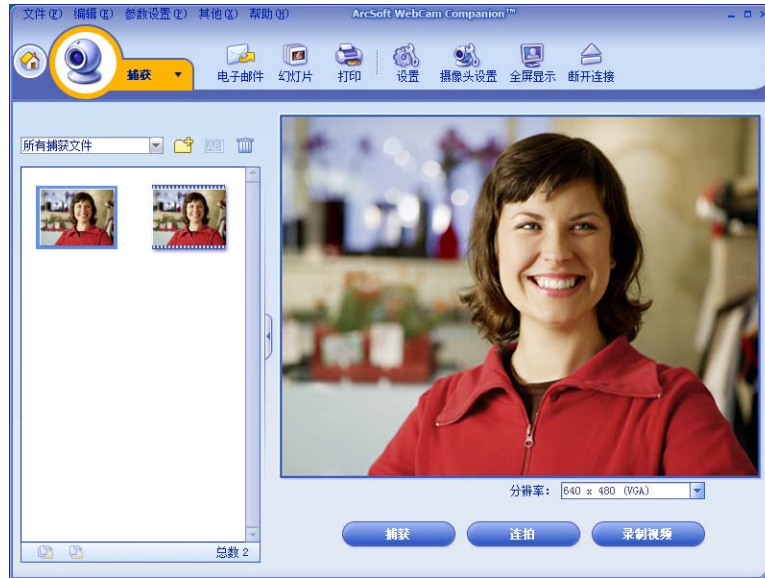 文件(F) 编辑(E) 参数设置(P) 其他(X) 帮助(H) ArcSoft WebCam Companion™
捕获
电子邮件 幻灯片 打印 设置 摄像头设置 全屏显示 断开连接
所有捕获文件
分辨率: 640 x 480 (VGA)
捕获 连拍 录制视频
总数 2